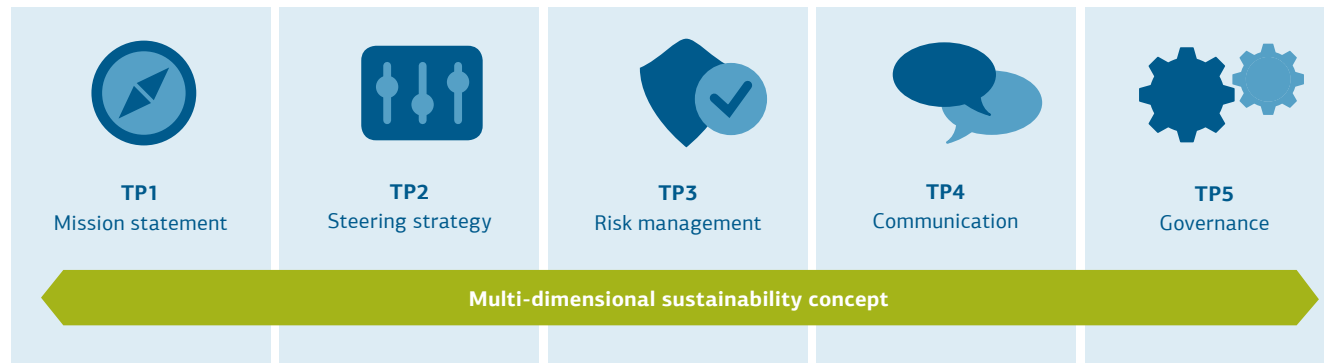 TP1
Mission statement
TP2
Steering strategy
TP3
Risk management
TP4
Communication
TP5
Governance
Multi-dimensional sustainability concept